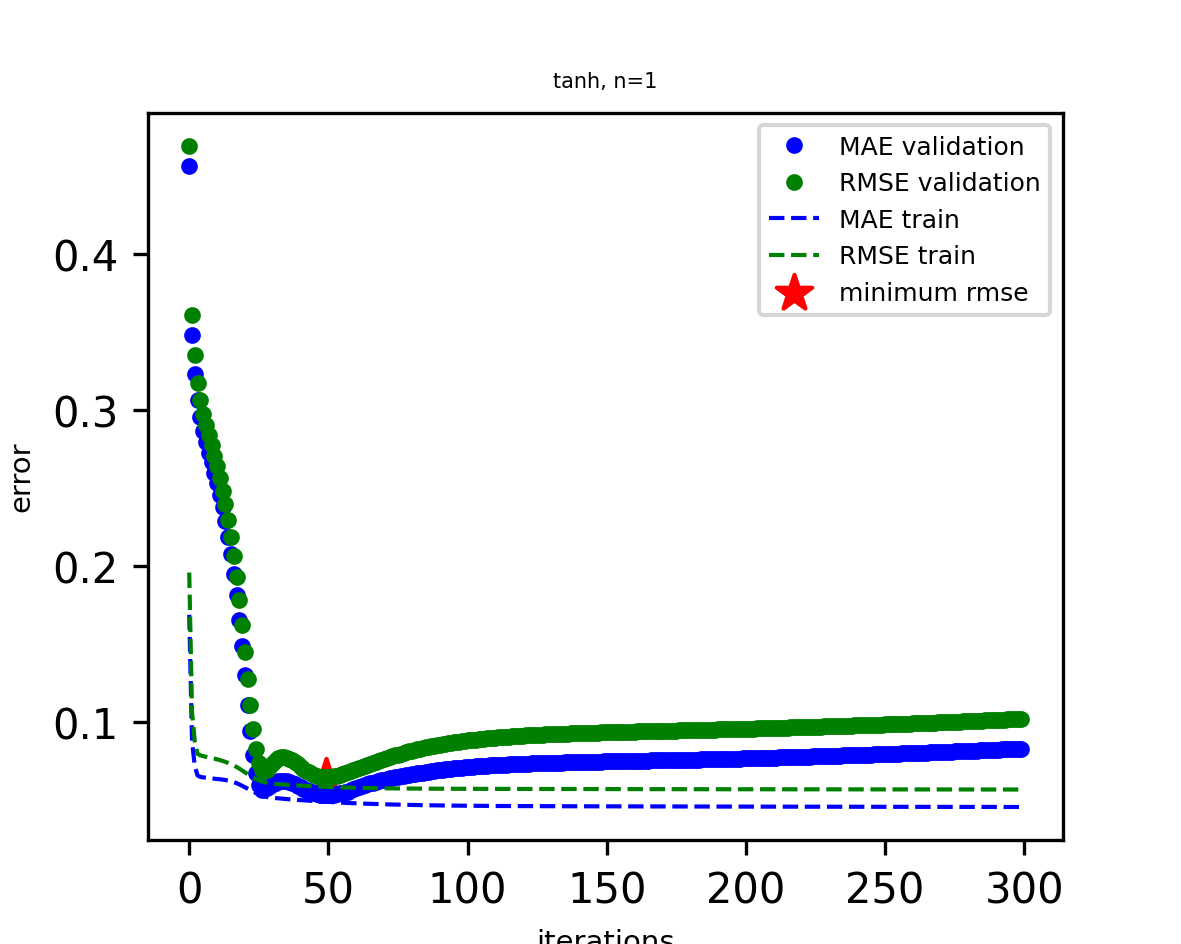 tanh, n=1
MAE validation
RMSE validation
MAE train
RMSE train
minimum rmse
error
0.4
0.3
0.2
0.1
0 50 100 150 200 250 300
iterations